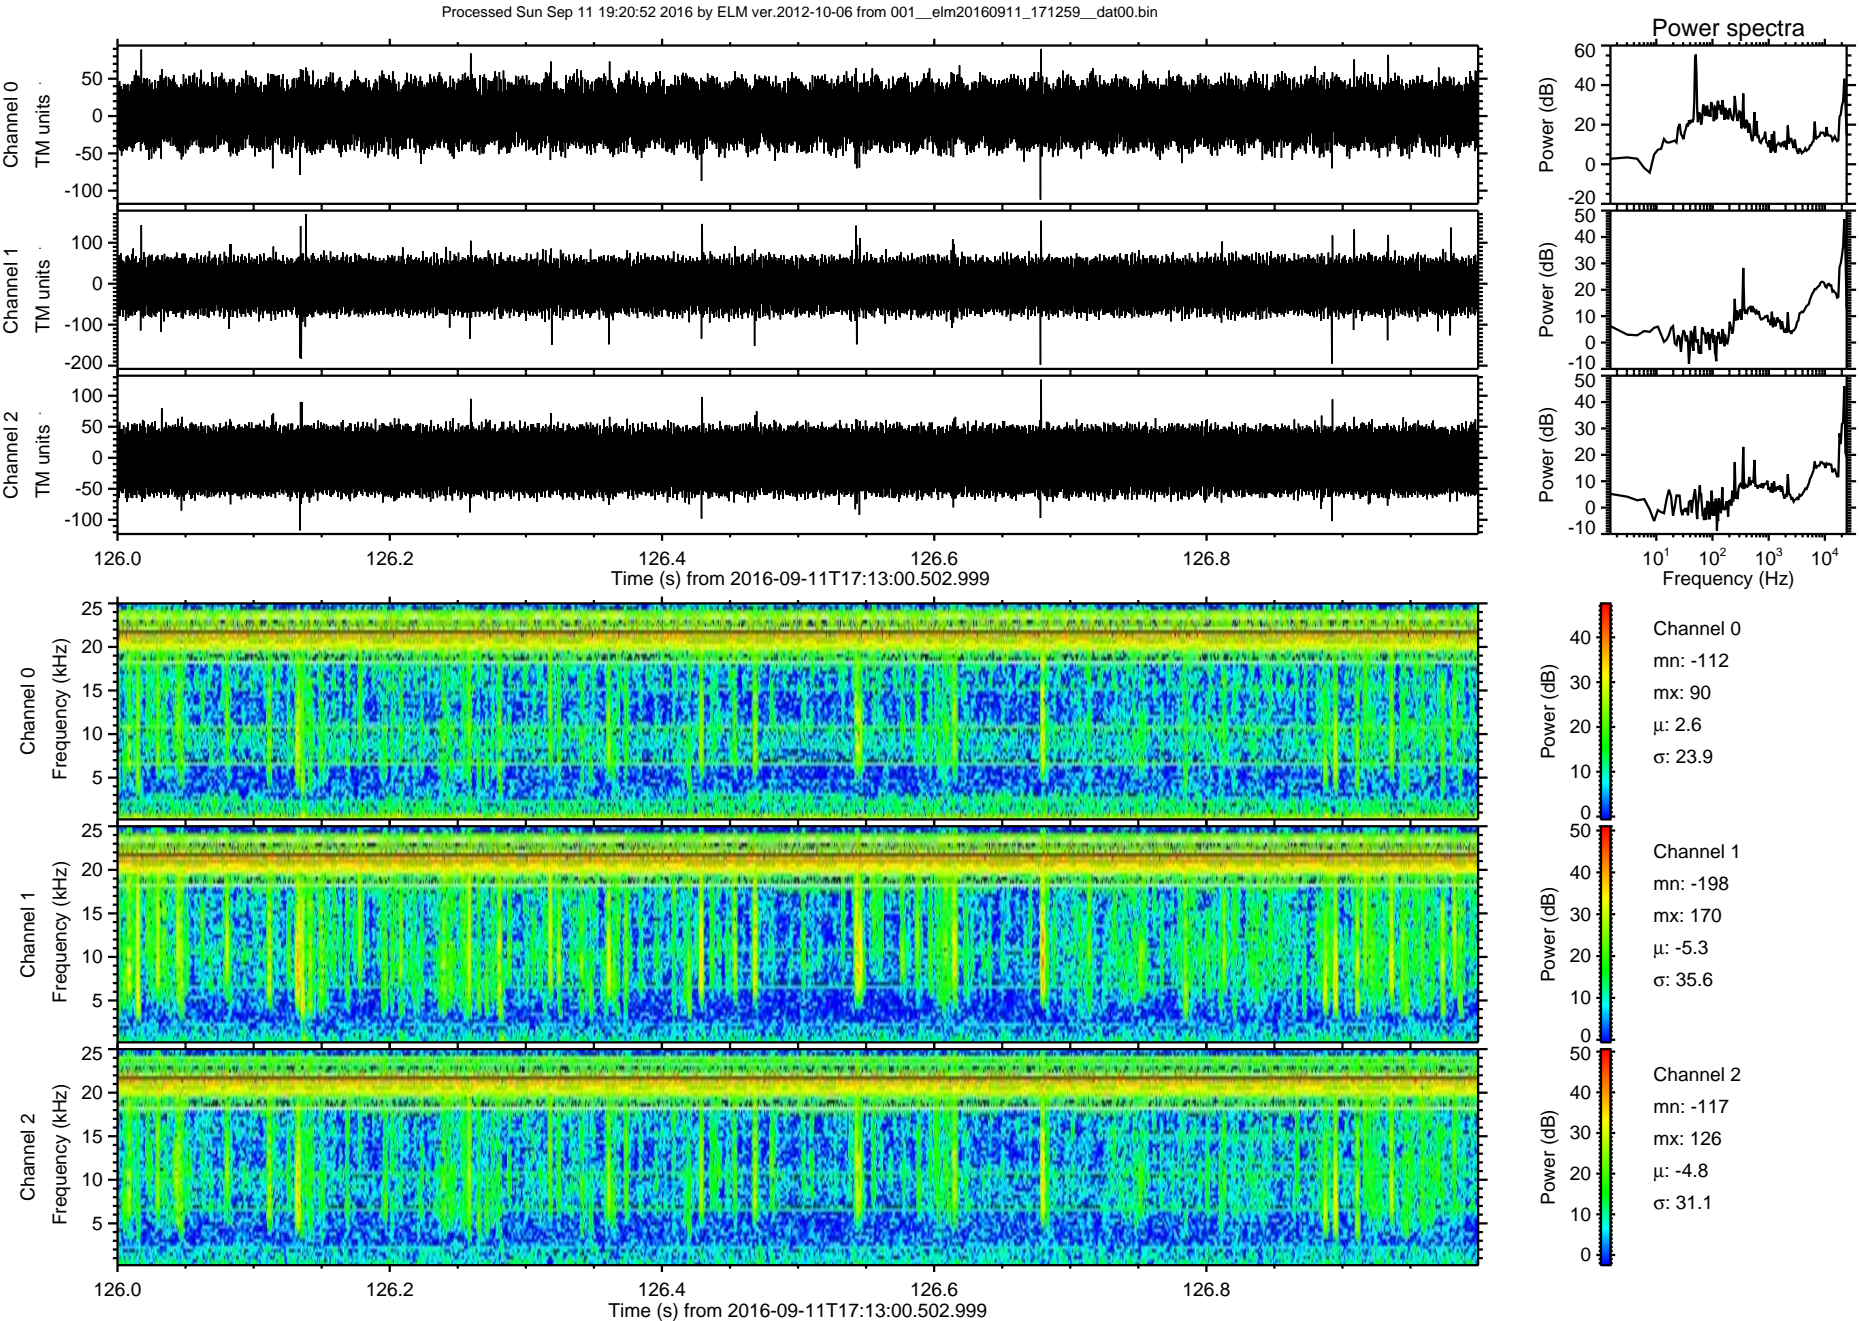 Processed Sun Sep 11 19:20:52 2016 by ELM ver.2012-10-06 from 001__elm20160911_171259__dat00.bin
Power spectra
Channel 0
TM units
50
0
-50
-100
Power (dB)
60
40
20
0
-20
Channel 1
TM units
100
0
-100
-200
Power (dB)
50
40
30
20
10
0
-10
Channel 2
TM units
100
50
0
-50
-100
Power (dB)
50
40
30
20
10
0
-10
126.0 126.2 126.4 126.6 126.8
Time (s) from 2016-09-11T17:13:00.502.999
10^1 10^2 10^3 10^4
Frequency (Hz)
Channel 0
Frequency (kHz)
25
20
15
10
5
Power (dB)
40
30
20
10
0
Channel 0
mn: -112
mx: 90
μ: 2.6
σ: 23.9
Channel 1
Frequency (kHz)
25
20
15
10
5
Power (dB)
50
40
30
20
10
0
Channel 1
mn: -198
mx: 170
μ: -5.3
σ: 35.6
Channel 2
Frequency (kHz)
25
20
15
10
5
Power (dB)
50
40
30
20
10
0
Channel 2
mn: -117
mx: 126
μ: -4.8
σ: 31.1
126.0 126.2 126.4 126.6 126.8
Time (s) from 2016-09-11T17:13:00.502.999